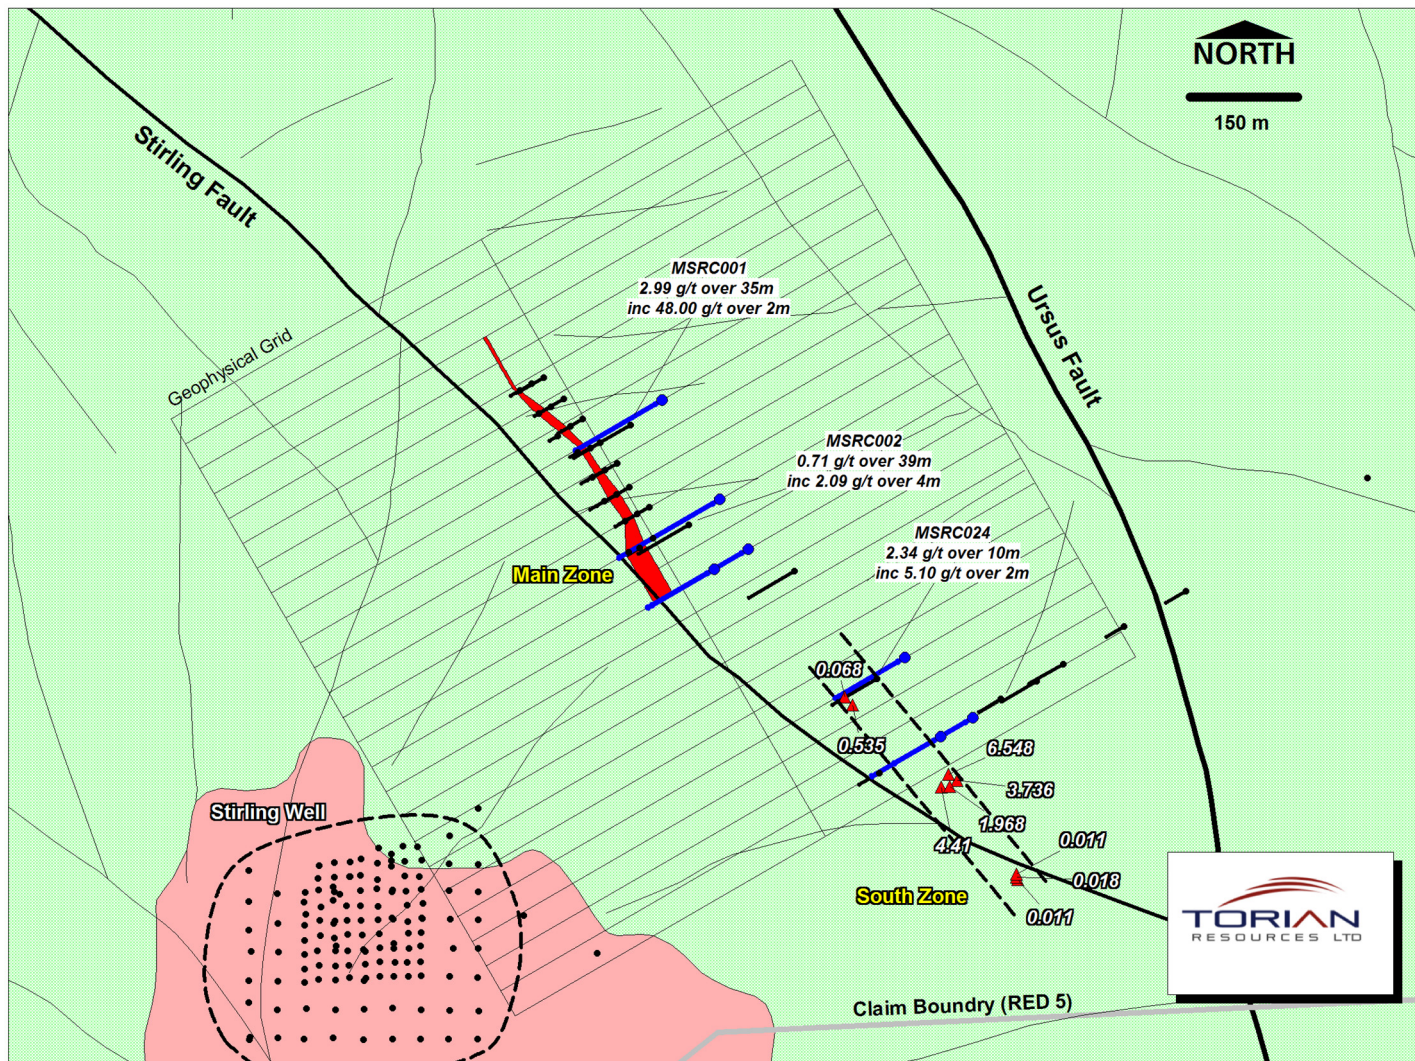 NORTH
150 m
Stirling Fault
MSRC001
2.99 g/t over 35m
inc 48.00 g/t over 2m
Ursus Fault
Geophysical Grid
MSRC002
0.71 g/t over 39m
inc 2.09 g/t over 4m
MSRC024
2.34 g/t over 10m
inc 5.10 g/t over 2m
Main Zone
0.068
0.535
6.548
3.736
1.968
4.41
0.011
0.018
0.011
Stirling Well
South Zone
TORIAN
RESOURCES LTD
Claim Boundry (RED 5)